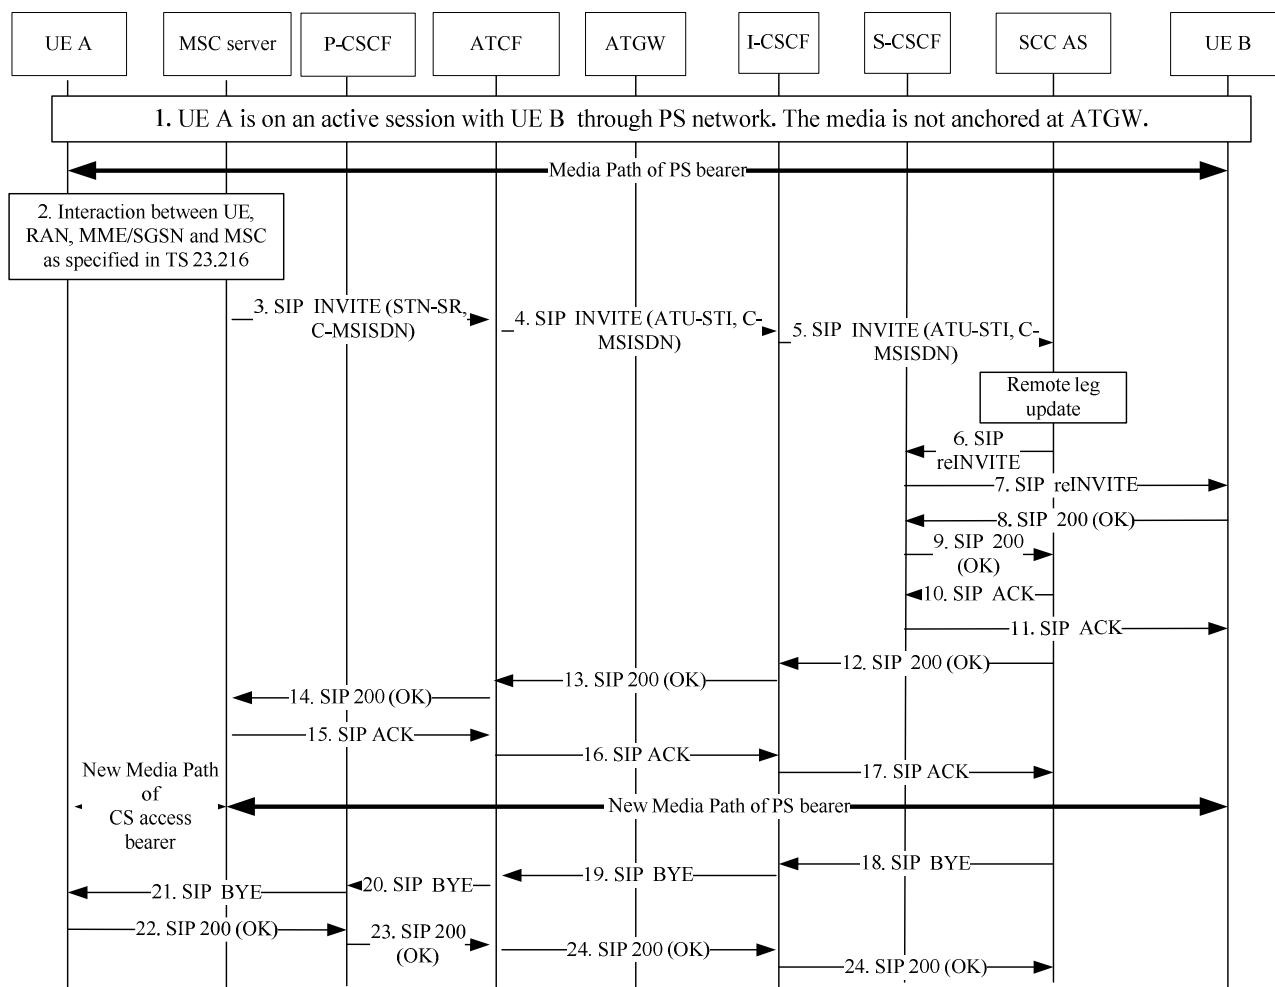 UE A
MSC server
P-CSCF
ATCF
ATGW
I-CSCF
S-CSCF
SCC AS
UE B
1. UE A is on an active session with UE B through PS network. The media is not anchored at ATGW.
Media Path of PS bearer
2. Interaction between UE,
RAN, MME/SGSN and MSC
as specified in TS 23.216
3. SIP INVITE (STN-SR,
C-MSISDN)
4. SIP INVITE (ATU-STI, C-
MSISDN)
5. SIP INVITE (ATU-STI, C-
MSISDN)
Remote leg
update
6. SIP
reINVITE
7. SIP reINVITE
8. SIP 200 (OK)
9. SIP 200
(OK)
10. SIP ACK
11. SIP ACK
12. SIP 200 (OK)
13. SIP 200 (OK)
14. SIP 200 (OK)
15. SIP ACK
16. SIP ACK
17. SIP ACK
New Media Path
of
CS access
bearer
New Media Path of PS bearer
18. SIP BYE
19. SIP BYE
20. SIP BYE
21. SIP BYE
22. SIP 200 (OK)
23. SIP 200
(OK)
24. SIP 200 (OK)
24. SIP 200 (OK)